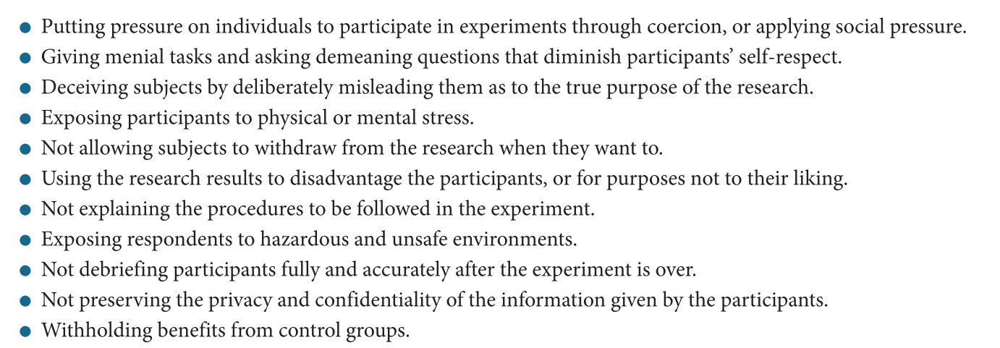 ● Putting pressure on individuals to participate in experiments through coercion, or applying social pressure.
● Giving menial tasks and asking demeaning questions that diminish participants’ self-respect.
● Deceiving subjects by deliberately misleading them as to the true purpose of the research.
● Exposing participants to physical or mental stress.
● Not allowing subjects to withdraw from the research when they want to.
● Using the research results to disadvantage the participants, or for purposes not to their liking.
● Not explaining the procedures to be followed in the experiment.
● Exposing respondents to hazardous and unsafe environments.
● Not debriefing participants fully and accurately after the experiment is over.
● Not preserving the privacy and confidentiality of the information given by the participants.
● Withholding benefits from control groups.